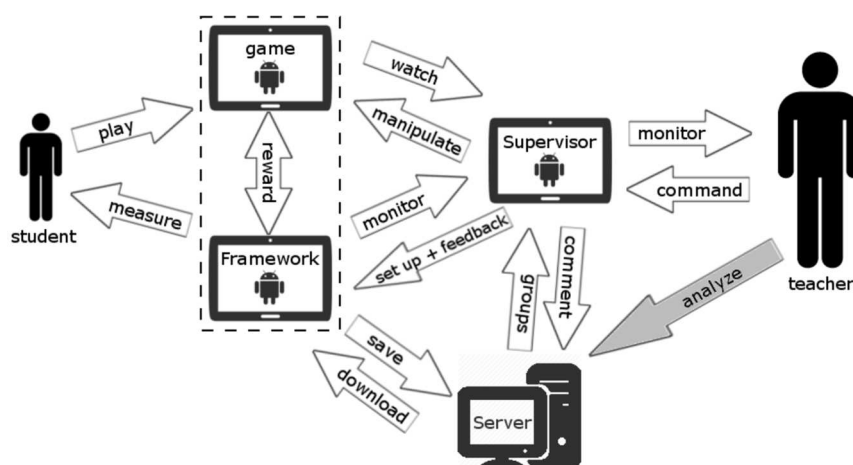 game
watch
play
manipulate
Supervisor
monitor
reward
command
measure
monitor
student
Framework
set up + feedback
comment
groups
analyze
teacher
save
download
Server